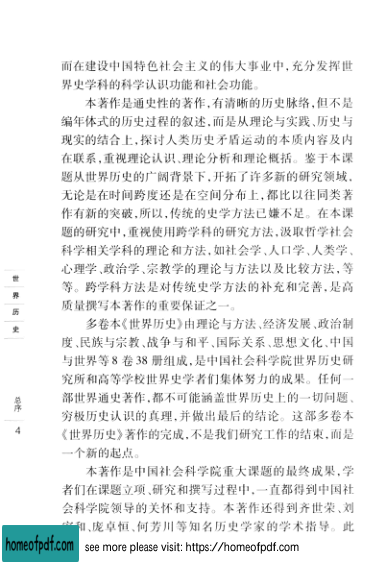 而在建设中国特色社会主义的伟大事业中,充分发挥世
界史学科的科学认识功能和社会功能。
本著作是通史性的著作,有清晰的历史脉络,但不是
编年体式的历史过程的叙述,而是从理论与实践、历史与
现实的结合上,探讨人类历史矛盾运动的本质内容及内
在联系,重视理论认识、理论分析和理论概括。鉴于本课
题从世界历史的广阔背景下,开拓了许多新的研究领域,
无论是在时间跨度还是在空间分布上,都比以往同类著
作有新的突破,所以,传统的史学方法已嫌不足。在本课
题的研究中,重视使用跨学科的研究方法,汲取哲学社会
科学相关学科的理论和方法,如社会学、人口学、人类学、
心理学、政治学、宗教学的理论与方法以及比较方法,等
等。跨学科方法是对传统史学方法的补充和完善,是高
质量撰写本著作的重要保证之一。
多卷本《世界历史》由理论与方法、经济发展、政治制
度、民族与宗教、战争与和平、国际关系、思想文化、中国
与世界等 8 卷 38 册组成,是中国社会科学院世界历史研
究所和高等学校世界史学者们集体努力的成果。任何一
部世界通史著作,都不可能涵盖世界历史上的一切问题、
穷极历史认识的真理,并做出最后的结论。这部多卷本
《世界历史》著作的完成,不是我们研究工作的结束,而是
一个新的起点。
本著作是中国社会科学院重大课题的最终成果,学
者们在课题立项、研究和撰写过程中,一直都得到中国社
会科学院领导的关怀和支持。本著作还得到齐世荣、刘
家和、庞卓恒、何芳川等知名历史学家的学术指导。此
世界历史
总序
4
homeofpdf.com
see more please visit: https://homeofpdf.com